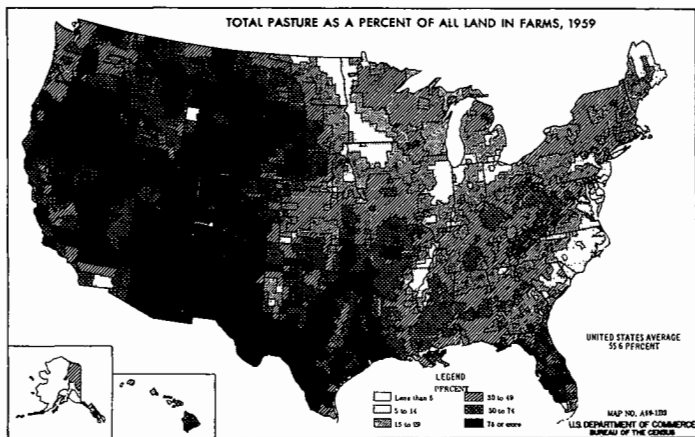 TOTAL PASTURE AS A PERCENT OF ALL LAND IN FARMS, 1959
UNITED STATES AVERAGE
55.6 PERCENT
LEGEND
PERCENT
Less than 5
5 to 14
15 to 29
30 to 49
50 to 74
75 or more
MAP NO.
U.S. DEPARTMENT OF COMMERCE
BUREAU OF THE CENSUS